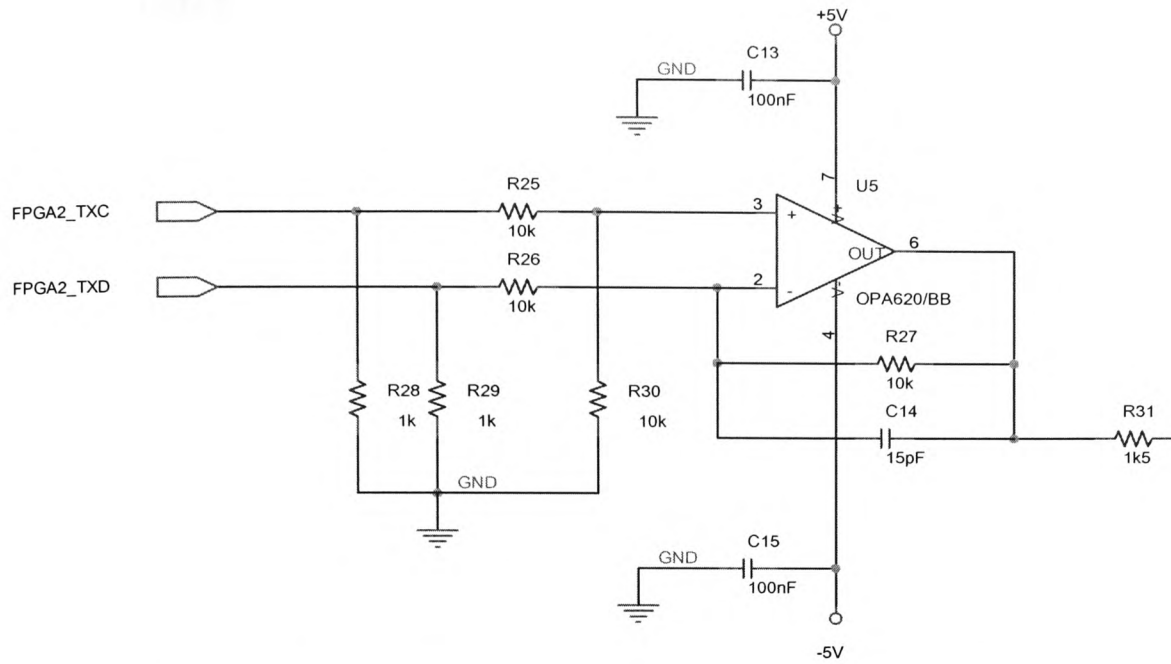 +5V
C13
GND
100nF
7
U5
R25
FPGA2_TXC
3
+
+
10k
R26
OUT
6
FPGA2_TXD
2
-
-
OPA620/BB
10k
4
R27
10k
R28
R29
R30
1k
1k
10k
C14
15pF
R31
1k5
GND
C15
GND
100nF
-5V